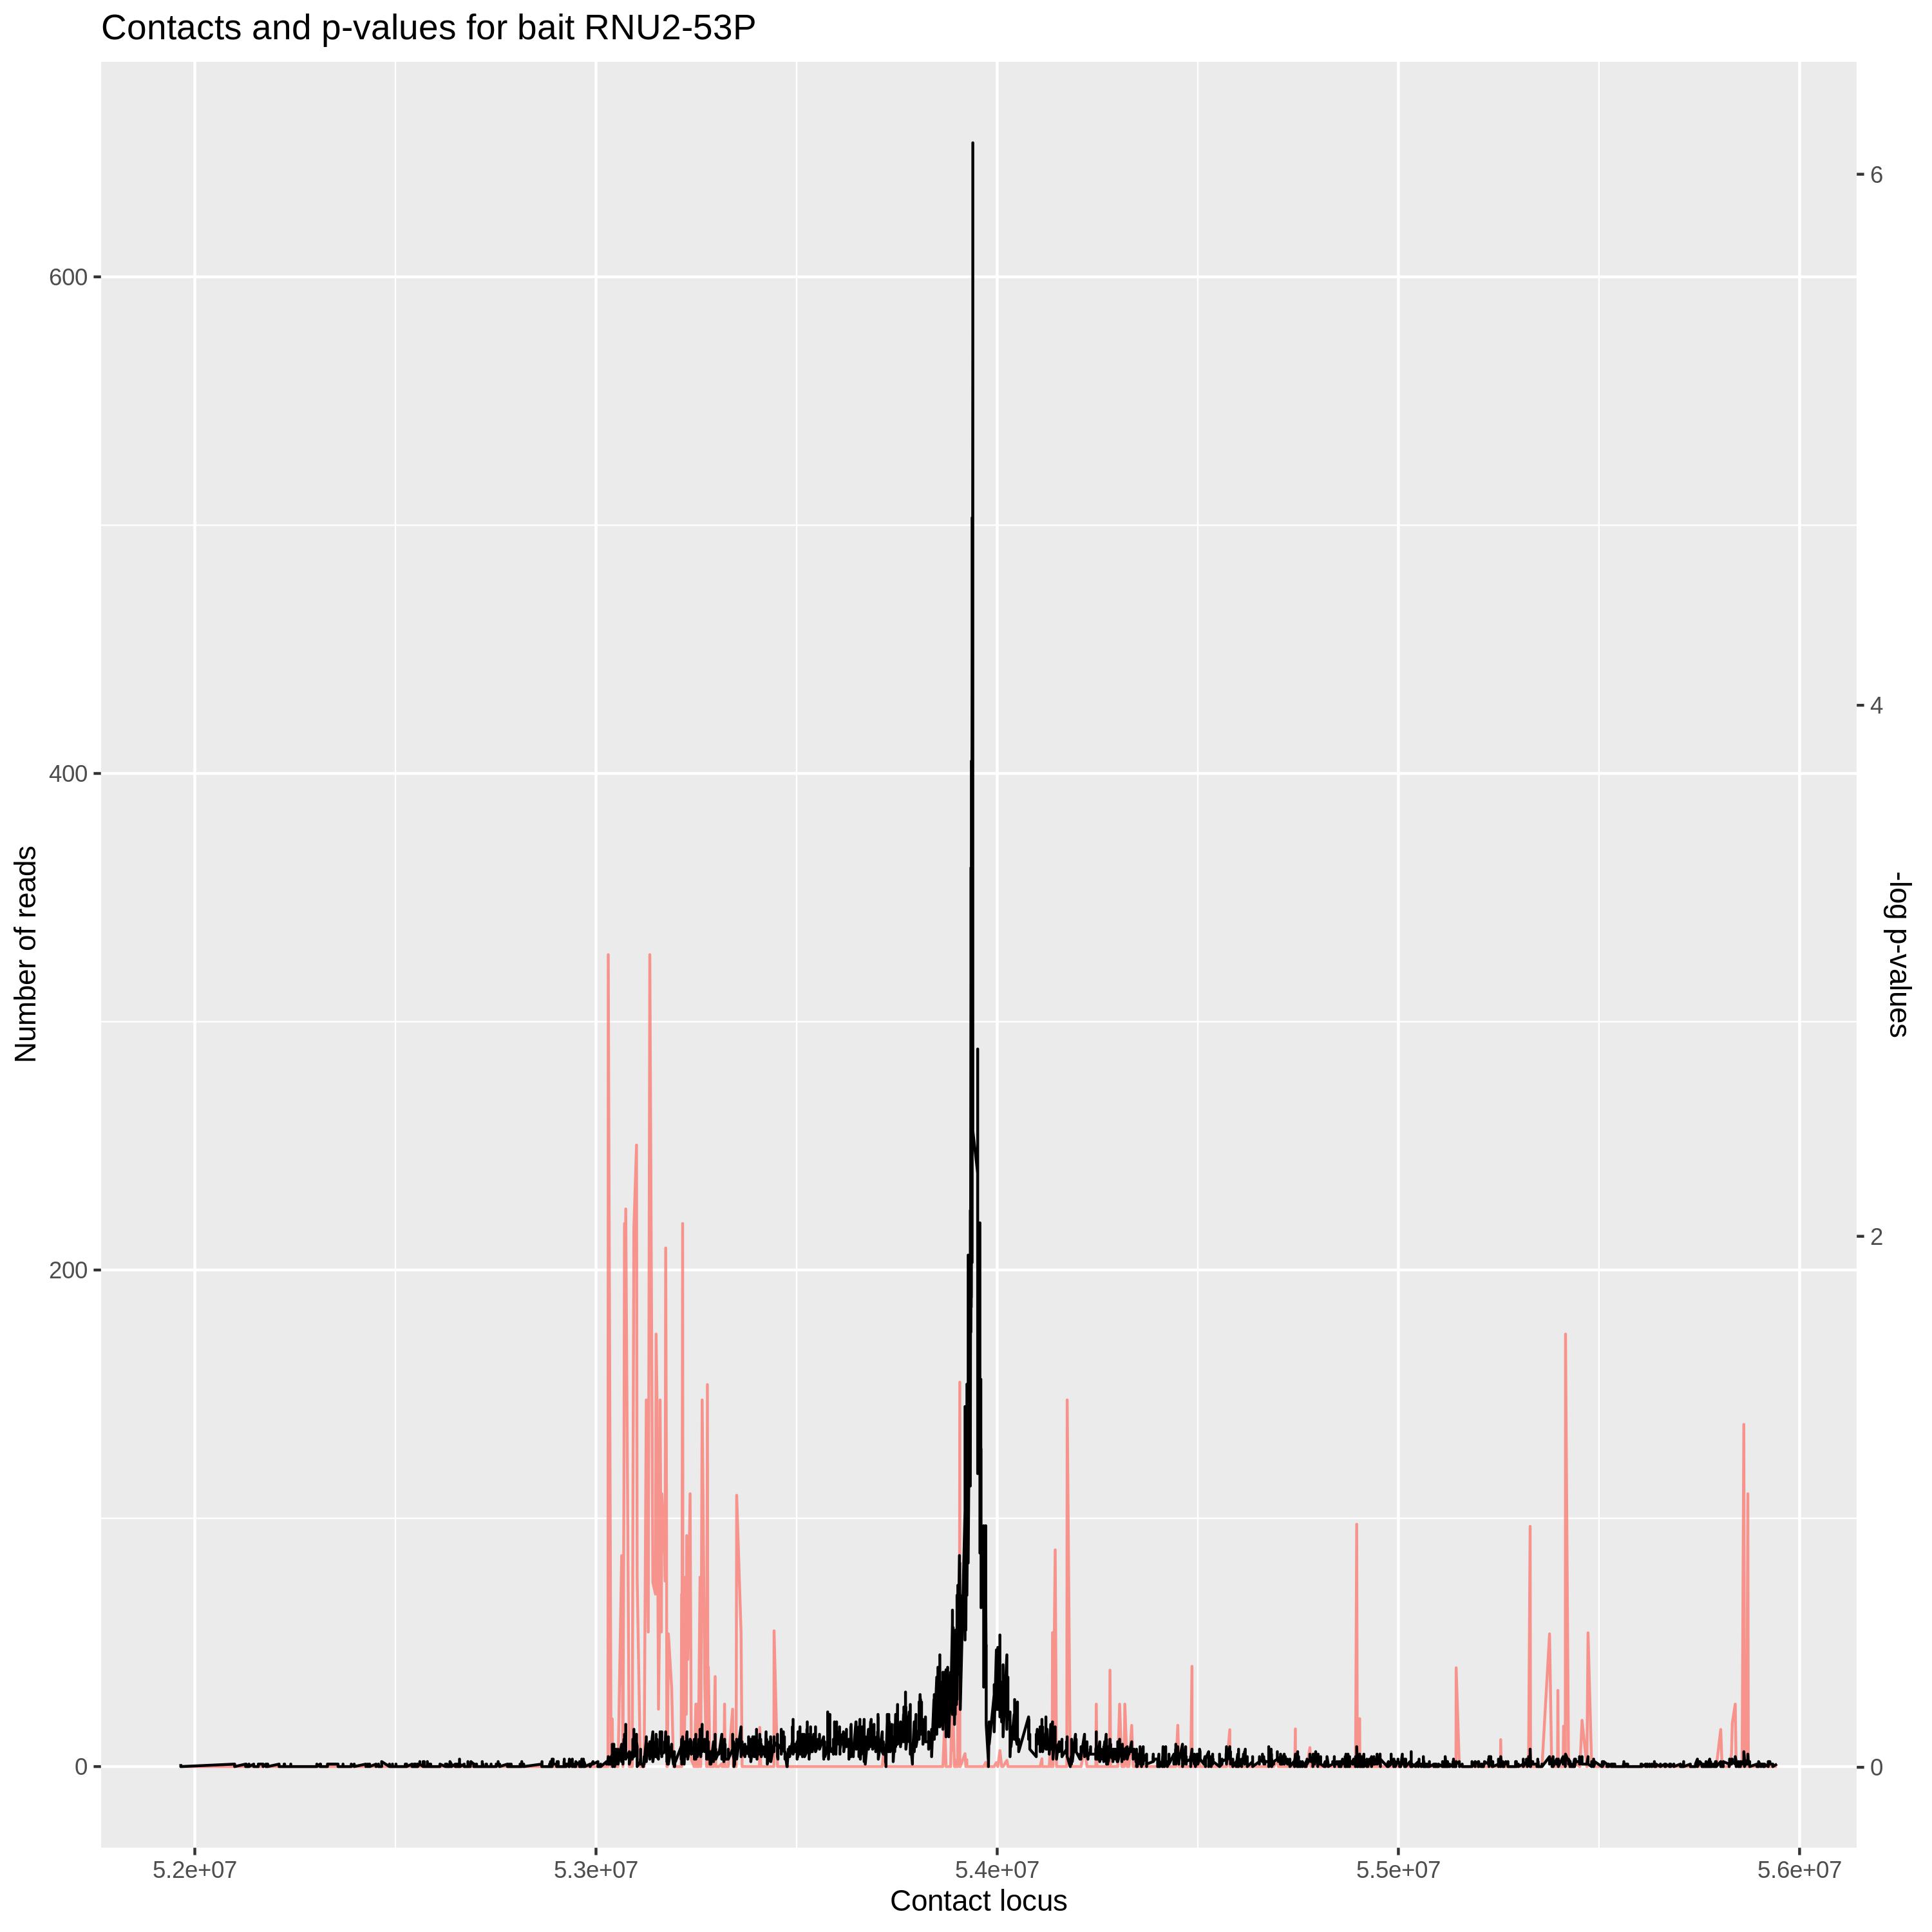 Contacts and p-values for bait RNU2-53P
600
400
200
0
Number of reads
6
4
2
0
-log p-values
5.2e+07
5.3e+07
5.4e+07
5.5e+07
5.6e+07
Contact locus